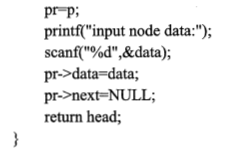 pr=p;
printf("input node data:");
scanf("%d",&data);
pr->data=data;
pr->next=NULL;
return head;
}